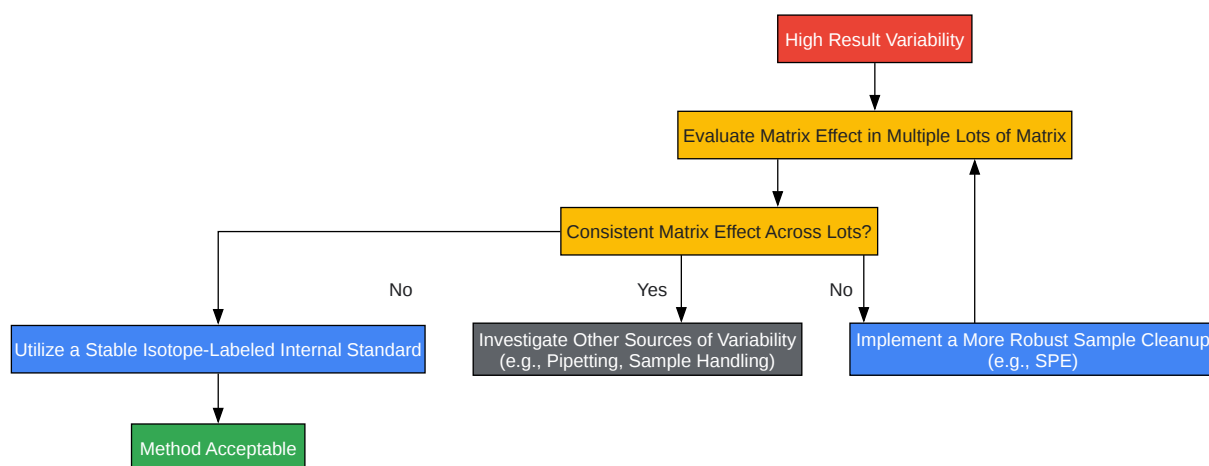 High Result Variability
Evaluate Matrix Effect in Multiple Lots of Matrix
Consistent Matrix Effect Across Lots?
No
Yes
No
Utilize a Stable Isotope-Labeled Internal Standard
Investigate Other Sources of Variability
(e.g., Pipetting, Sample Handling)
Implement a More Robust Sample Cleanup
(e.g., SPE)
Method Acceptable